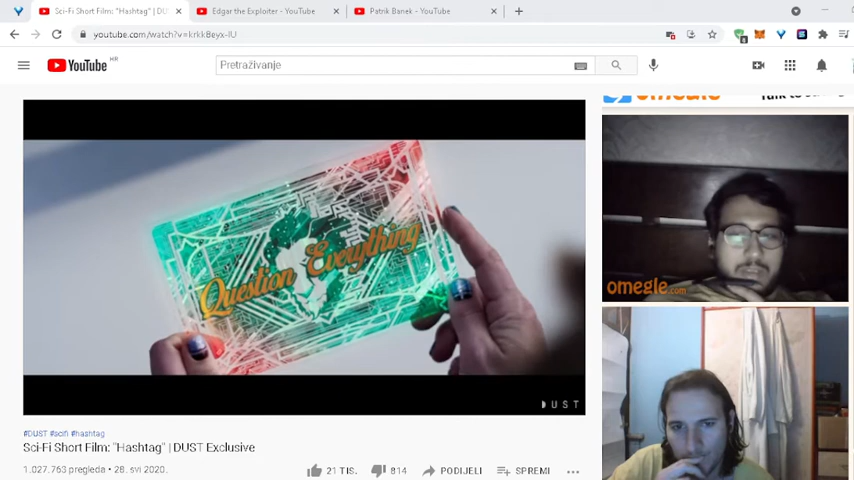 Sci-Fi Short Film: "Hashtag" | DU
Edgar the Exploiter - YouTube
Patrik Banek - YouTube
youtube.com/watch?v=krkkBeyx-IU
YouTube HR
Pretraživanje
omegle
Question Everything
DUST
omegle.com
#DUST #scifi #hashtag
Sci-Fi Short Film: "Hashtag" | DUST Exclusive
1.027.763 pregleda • 28. svi 2020.
21 TIS.
814
PODIJELI
SPREMI